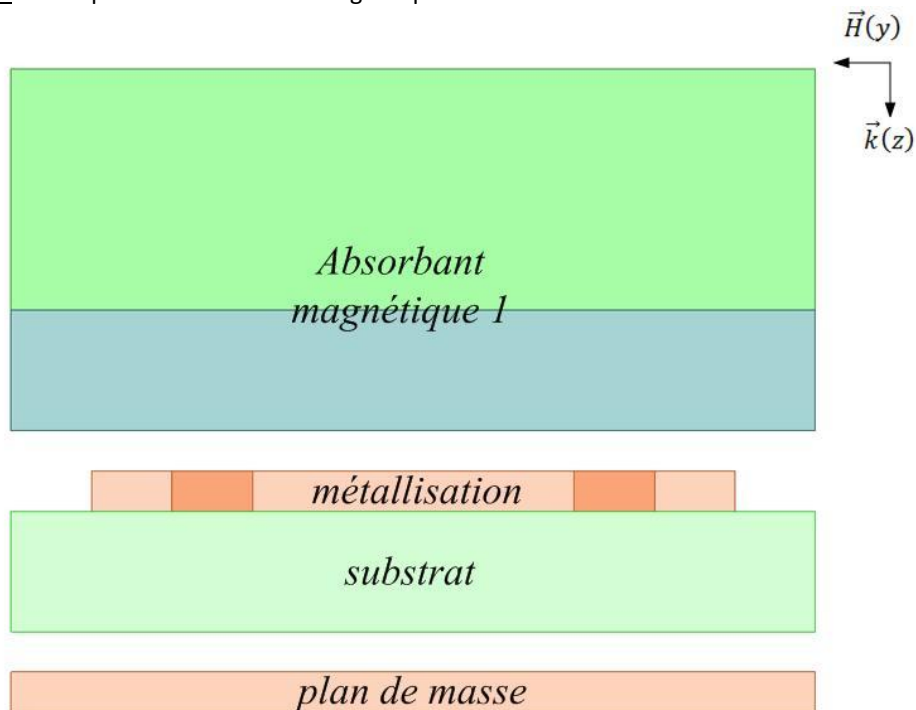 H⃗(y)
k⃗(z)
Absorbant
magnétique 1
métallisation
substrat
plan de masse